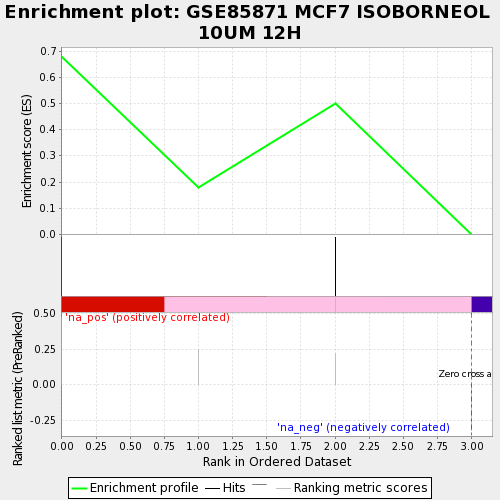 Enrichment plot: GSE85871 MCF7 ISOBORNEOL
10UM 12H
Enrichment score (ES)
0.7
0.6
0.5
0.4
0.3
0.2
0.1
0.0
'na_pos' (positively correlated)
Ranked list metric (PreRanked)
0.50
0.25
0.00
-0.25
Zero cross a
'na_neg' (negatively correlated)
0.00 0.25 0.50 0.75 1.00 1.25 1.50 1.75 2.00 2.25 2.50 2.75 3.00
Rank in Ordered Dataset
Enrichment profile Hits Ranking metric scores